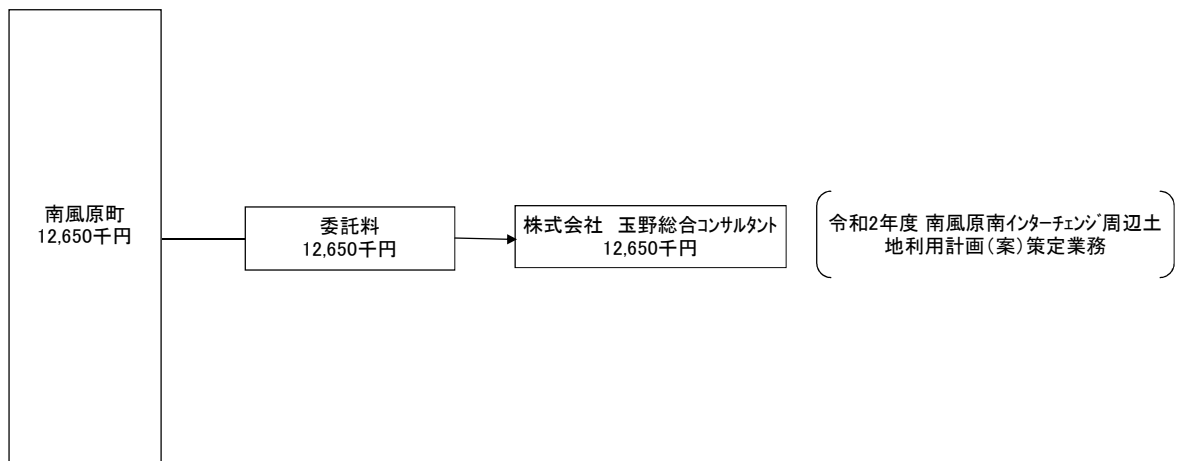 南風原町
12,650千円
委託料
12,650千円
株式会社　玉野総合コンサルタント
12,650千円
令和2年度 南風原南インターチェンジ周辺土
地利用計画（案）策定業務